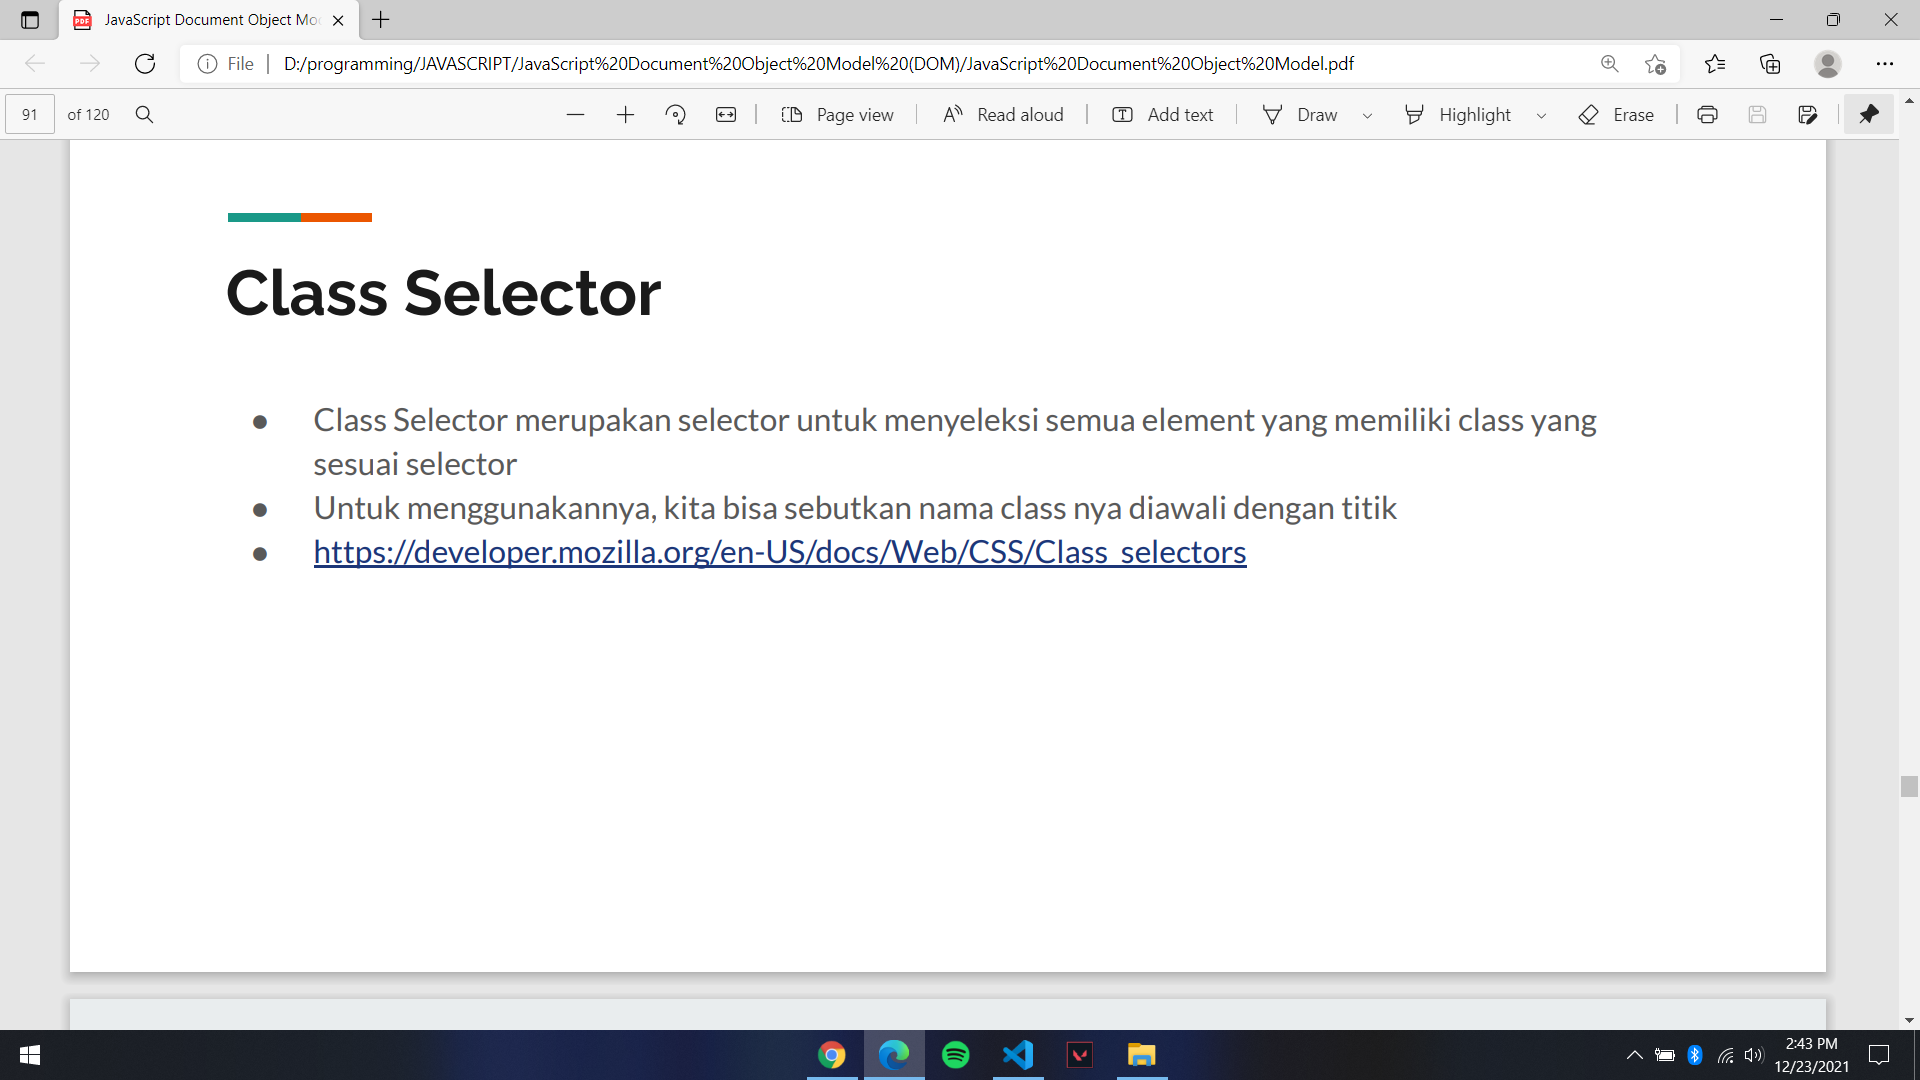 JavaScript Document Object Mo
File
D:/programming/JAVASCRIPT/JavaScript%20Document%20Object%20Model%20(DOM)/JavaScript%20Document%20Object%20Model.pdf
91 of 120
Page view
Read aloud
Add text
Draw
Highlight
Erase
Class Selector
● Class Selector merupakan selector untuk menyeleksi semua element yang memiliki class yang
sesuai selector
● Untuk menggunakannya, kita bisa sebutkan nama class nya diawali dengan titik
● https://developer.mozilla.org/en-US/docs/Web/CSS/Class_selectors
2:43 PM
12/23/2021